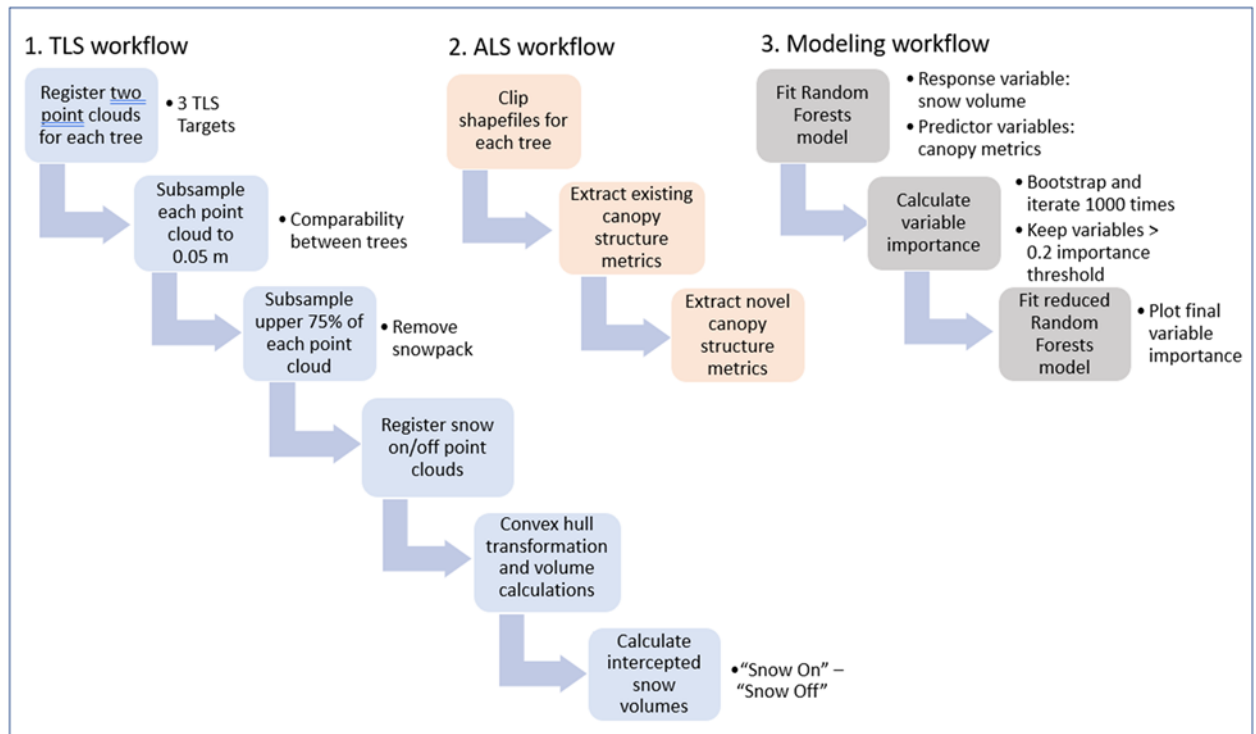 1. TLS workflow
Register two
point clouds
for each tree
• 3 TLS
Targets
Subsample
each point
cloud to
0.05 m
• Comparability
between trees
Subsample
upper 75% of
each point
cloud
• Remove
snowpack
Register snow
on/off point
clouds
Convex hull
transformation
and volume
calculations
Calculate
intercepted
snow
volumes
•"Snow On" –
"Snow Off"
2. ALS workflow
Clip
shapefiles for
each tree
Extract existing
canopy
structure
metrics
Extract novel
canopy
structure
metrics
3. Modeling workflow
Fit Random
Forests
model
• Response variable:
snow volume
• Predictor variables:
canopy metrics
Calculate
variable
importance
• Bootstrap and
iterate 1000 times
• Keep variables >
0.2 importance
threshold
Fit reduced
Random
Forests
model
• Plot final
variable
importance